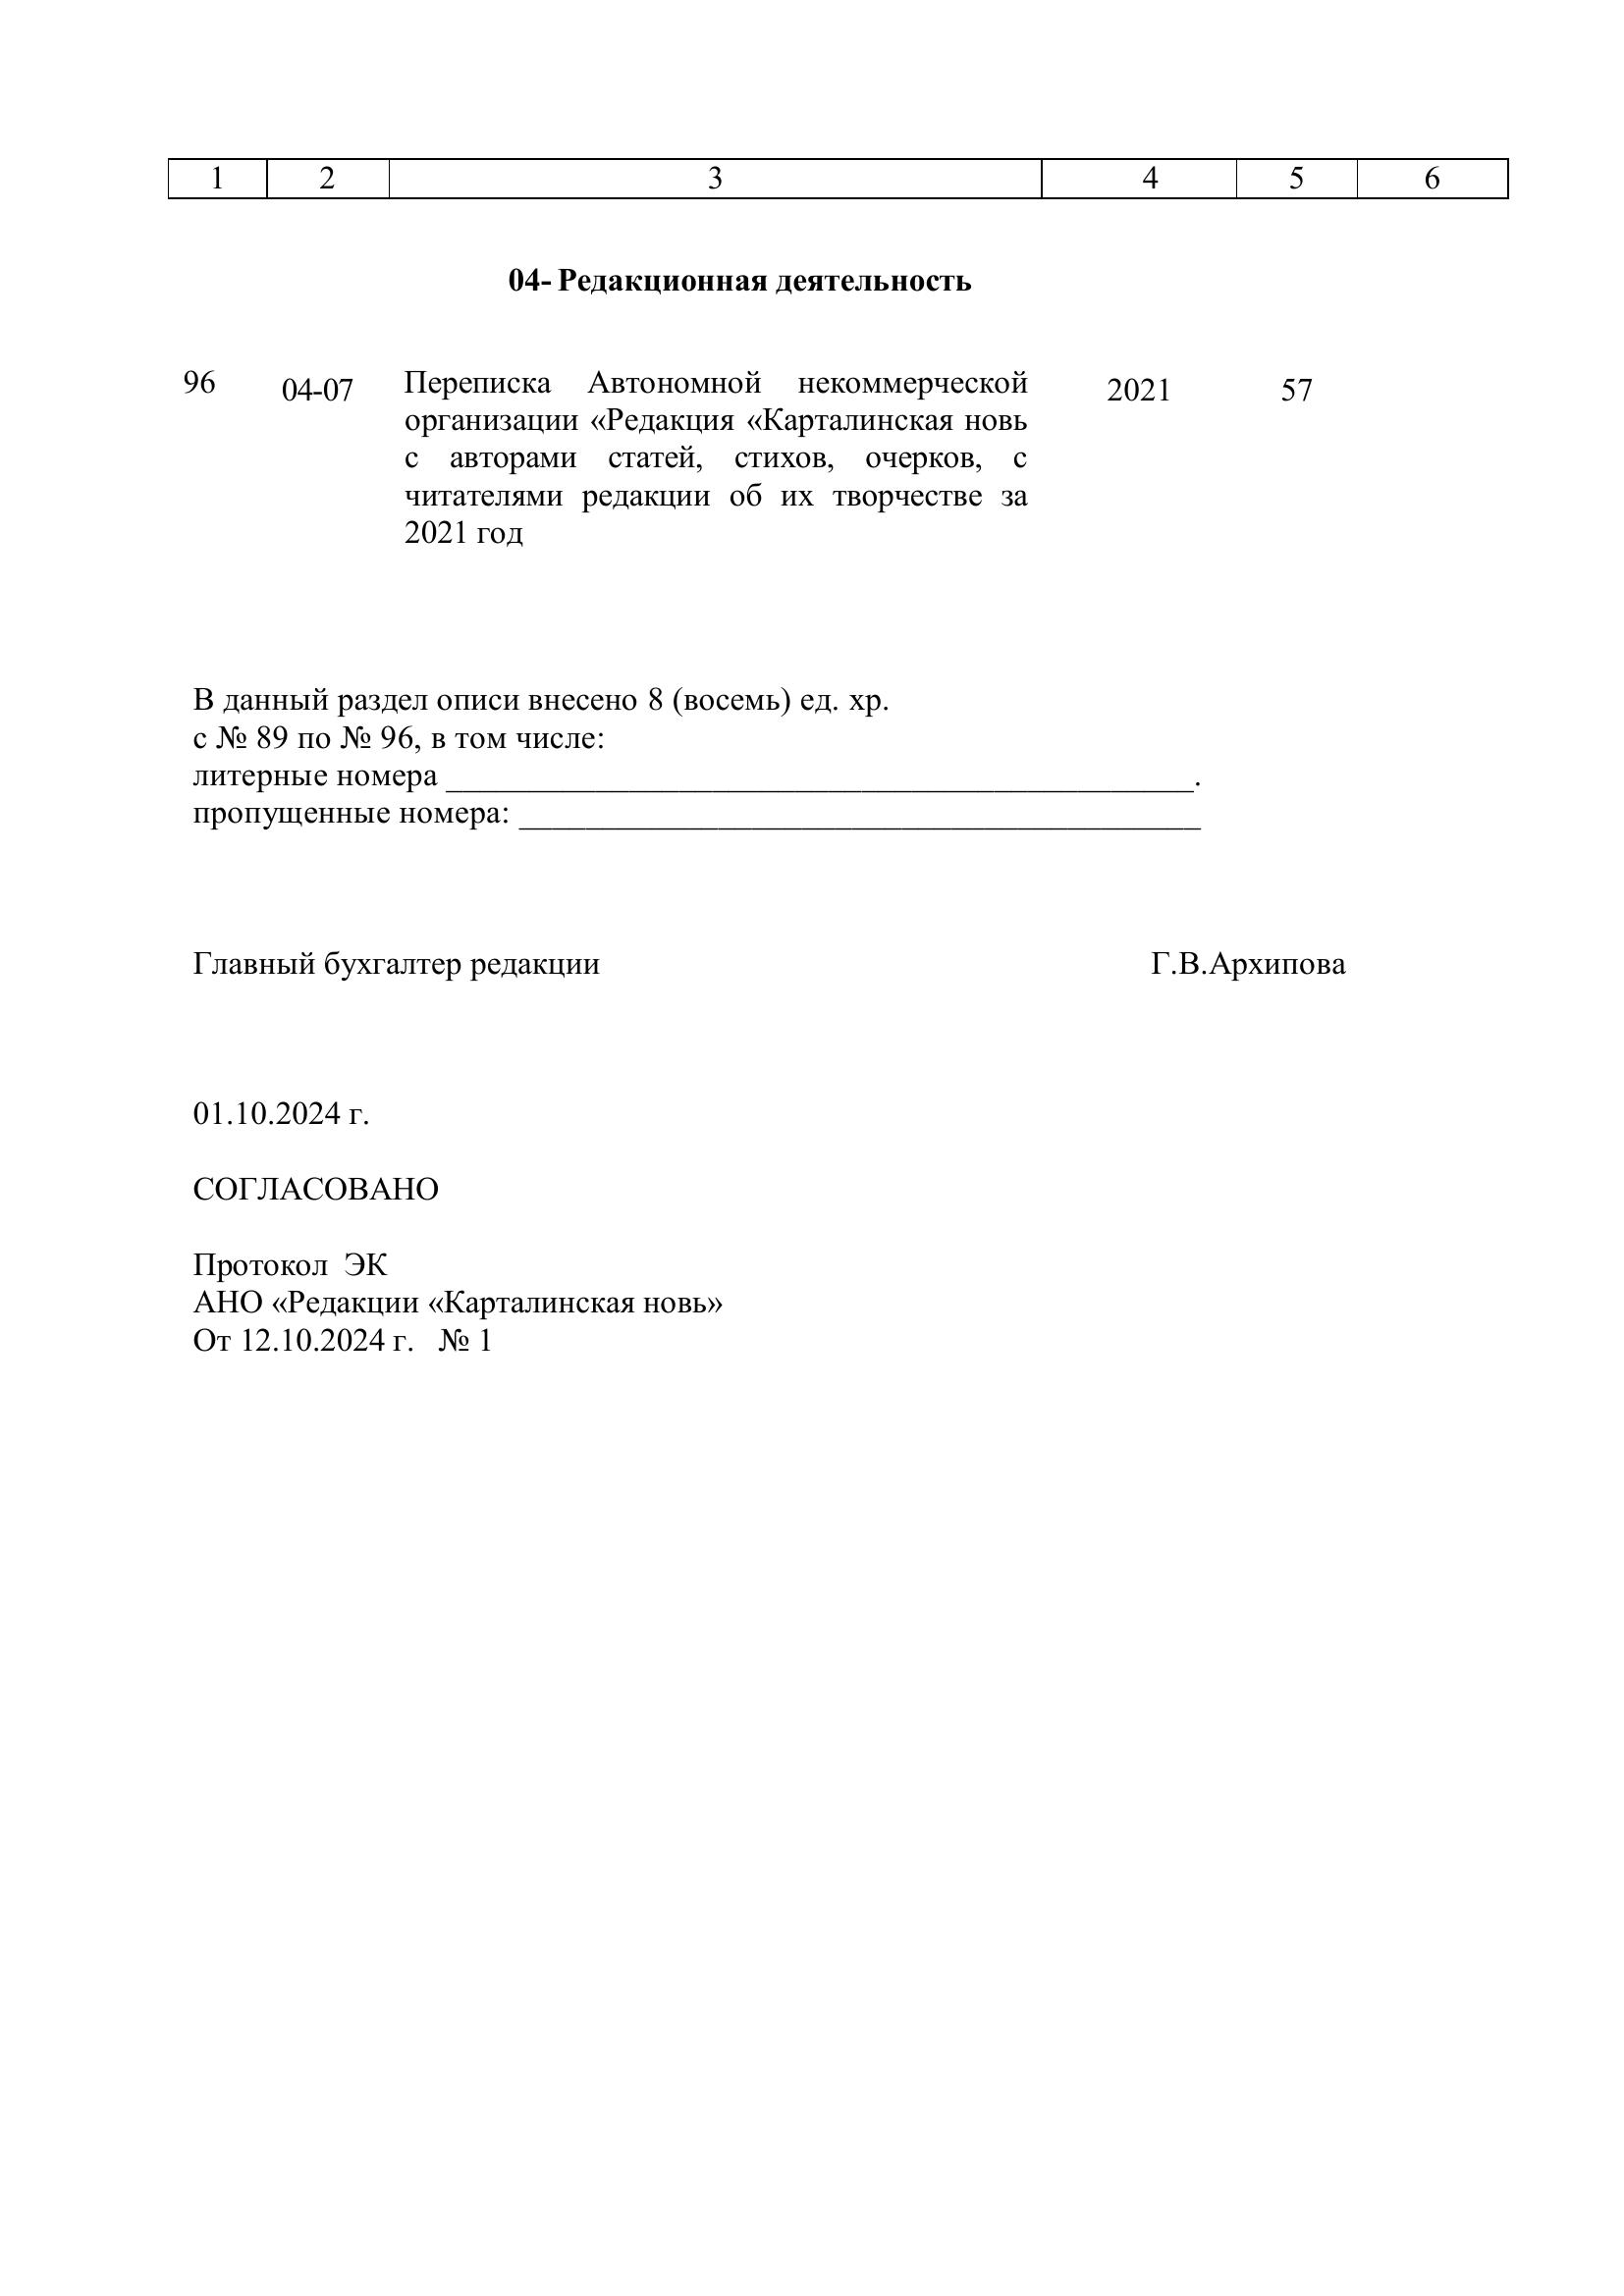 1 2 3 4 5 6
04- Редакционная деятельность
96 04-07 Переписка Автономной некоммерческой 2021 57
организации «Редакция «Карталинская новь
с авторами статей, стихов, очерков, с
читателями редакции об их творчестве за
2021 год
В данный раздел описи внесено 8 (восемь) ед. хр.
с № 89 по № 96, в том числе:
литерные номера _____________________________________________.
пропущенные номера: _________________________________________
Главный бухгалтер редакции Г.В.Архипова
01.10.2024 г.
СОГЛАСОВАНО
Протокол ЭК
АНО «Редакции «Карталинская новь»
От 12.10.2024 г. № 1